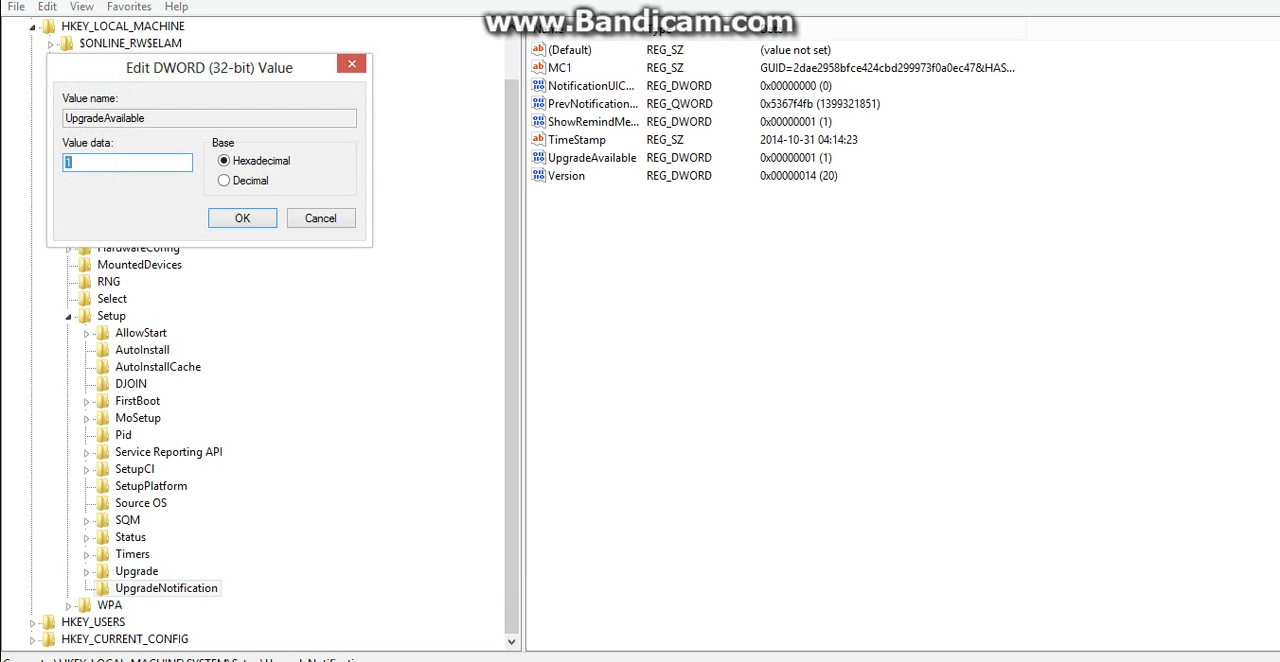 File Edit View Favorites Help
www.Bandicam.com
HKEY_LOCAL_MACHINE
$ONLINE_RW$ELAM
Edit DWORD (32-bit) Value
Value name:
UpgradeAvailable
Value data:
1
Base
Hexadecimal
Decimal
OK Cancel
HardwareConfig
MountedDevices
RNG
Select
Setup
AllowStart
AutoInstall
AutoInstallCache
DJOIN
FirstBoot
MoSetup
Pid
Service Reporting API
SetupCI
SetupPlatform
Source OS
SQM
Status
Timers
Upgrade
UpgradeNotification
WPA
HKEY_USERS
HKEY_CURRENT_CONFIG
(Default) REG_SZ (value not set)
MC1 REG_SZ GUID=2dae2958bfce424cbd299973f0a0ec47&HAS...
NotificationUIC... REG_DWORD 0x00000000 (0)
PrevNotification... REG_QWORD 0x5367f4fb (1399321851)
ShowRemindMe... REG_DWORD 0x00000001 (1)
TimeStamp REG_SZ 2014-10-31 04:14:23
UpgradeAvailable REG_DWORD 0x00000001 (1)
Version REG_DWORD 0x00000014 (20)